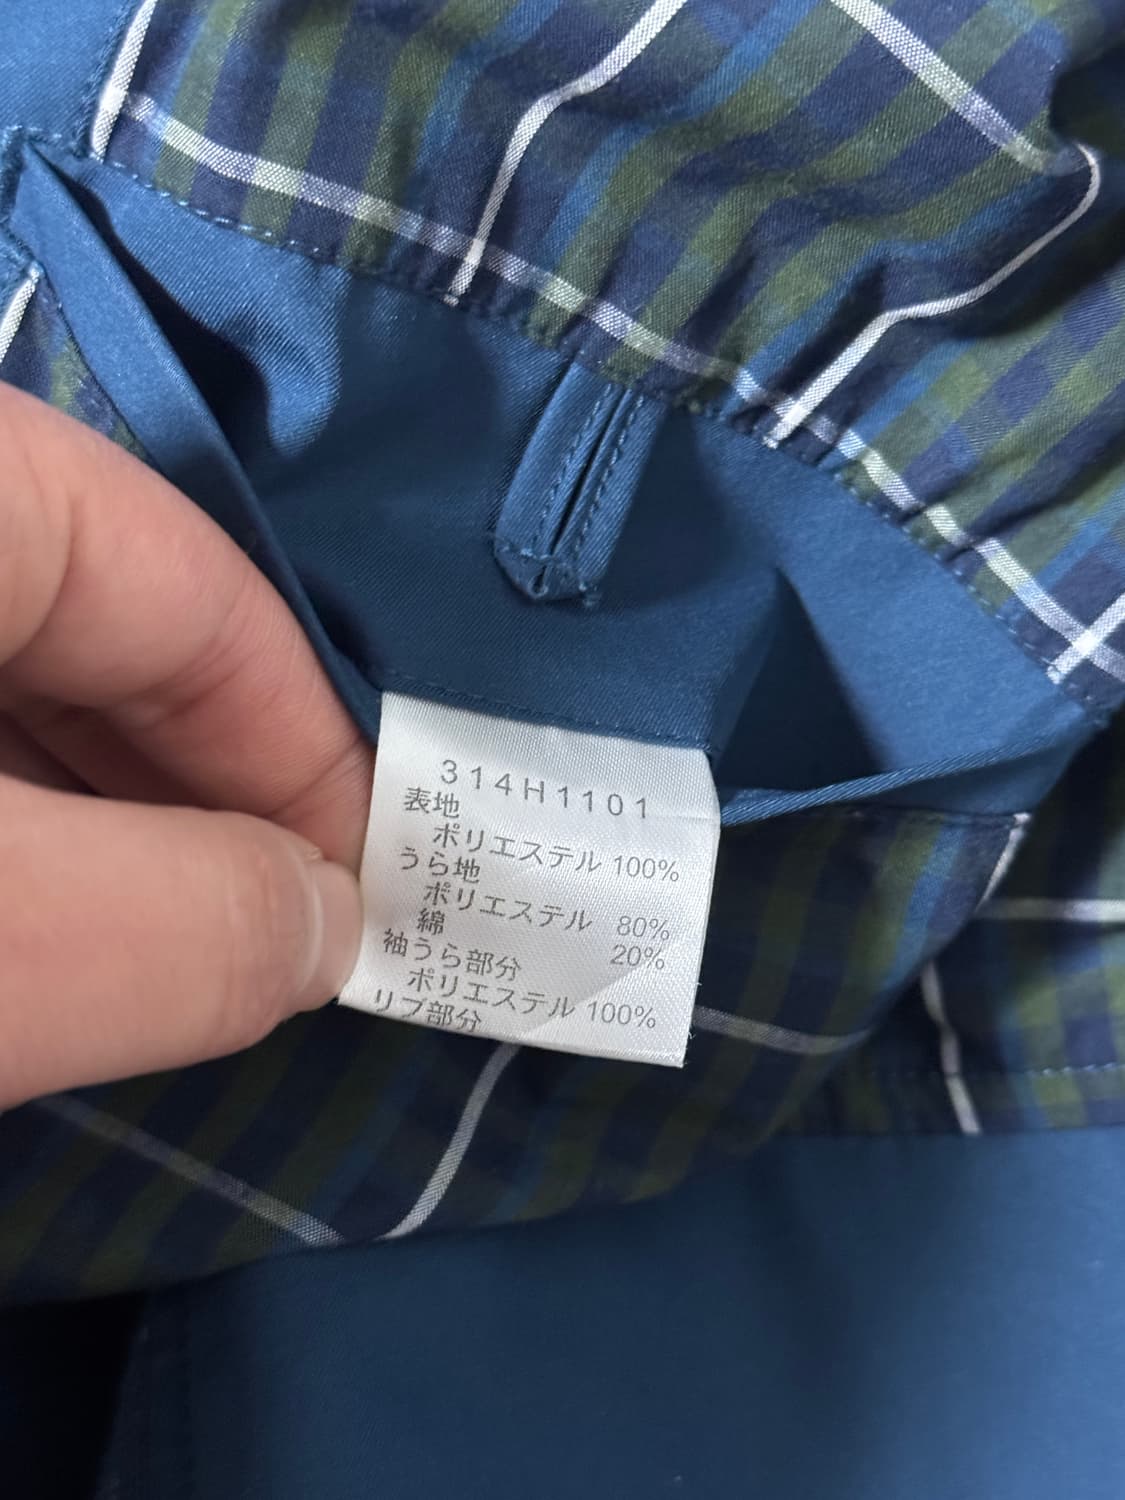 314H1101
表地
ポリエステル 100%
うら地
ポリエステル 80%
綿 20%
袖うら部分
ポリエステル 100%
リブ部分